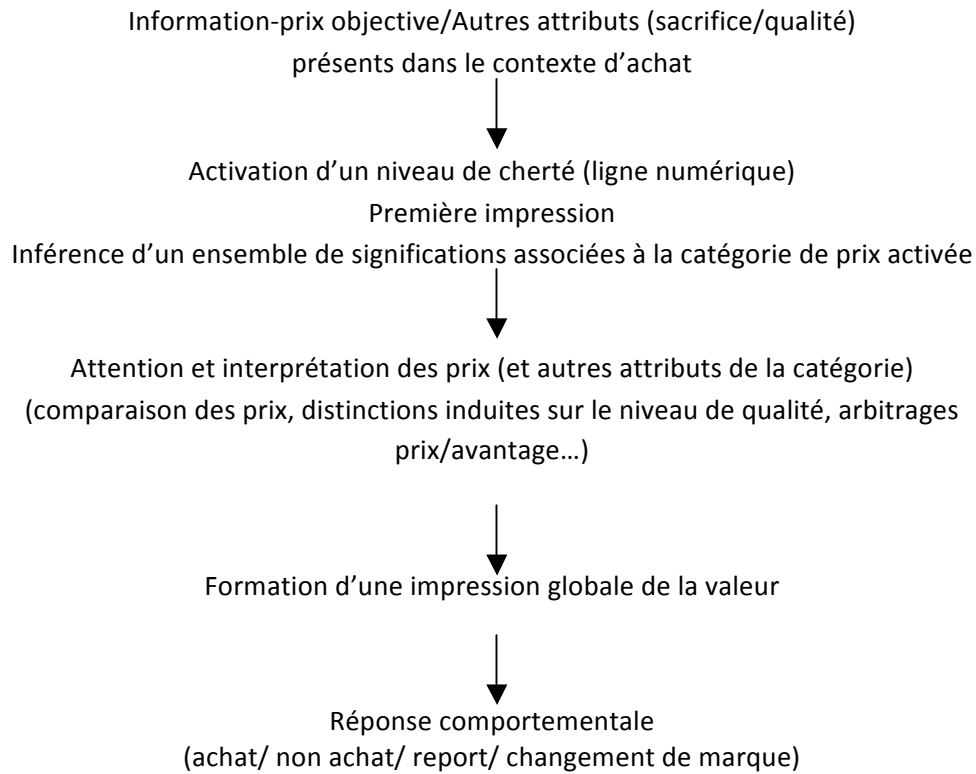 Information-prix objective/Autres attributs (sacrifice/qualité)
présents dans le contexte d’achat
Activation d’un niveau de cherté (ligne numérique)
Première impression
Inférence d’un ensemble de significations associées à la catégorie de prix activée
Attention et interprétation des prix (et autres attributs de la catégorie)
(comparaison des prix, distinctions induites sur le niveau de qualité, arbitrages
prix/avantage…)
Formation d’une impression globale de la valeur
Réponse comportementale
(achat/ non achat/ report/ changement de marque)